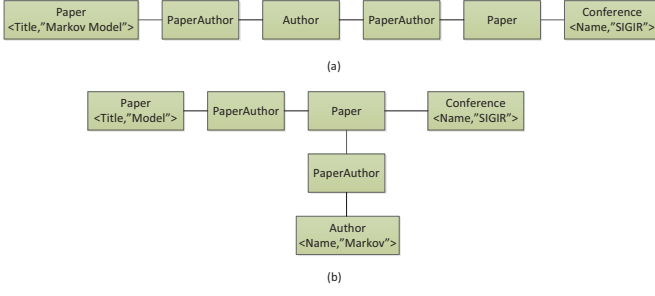 Paper
<Title,"Markov Model">
PaperAuthor
Author
PaperAuthor
Paper
Conference
<Name,"SIGIR">
(a)
Paper
<Title,"Model">
PaperAuthor
Paper
Conference
<Name,"SIGIR">
PaperAuthor
Author
<Name,"Markov">
(b)